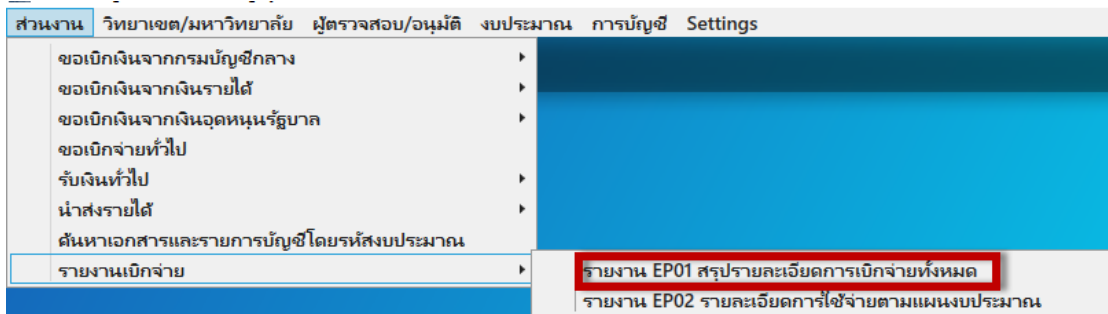 ส่วนงาน วิทยาเขต/มหาวิทยาลัย ผู้ตรวจสอบ/อนุมัติ งบประมาณ การบัญชี Settings
ขอเบิกเงินจากกรมบัญชีกลาง
ขอเบิกเงินจากเงินรายได้
ขอเบิกเงินจากเงินอุดหนุนรัฐบาล
ขอเบิกจ่ายทั่วไป
รับเงินทั่วไป
นำส่งรายได้
ค้นหาเอกสารและรายการบัญชีโดยรหัสงบประมาณ
รายงานเบิกจ่าย
รายงาน EP01 สรุปรายละเอียดการเบิกจ่ายทั้งหมด
รายงาน EP02 รายละเอียดการใช้จ่ายตามแผนงบประมาณ